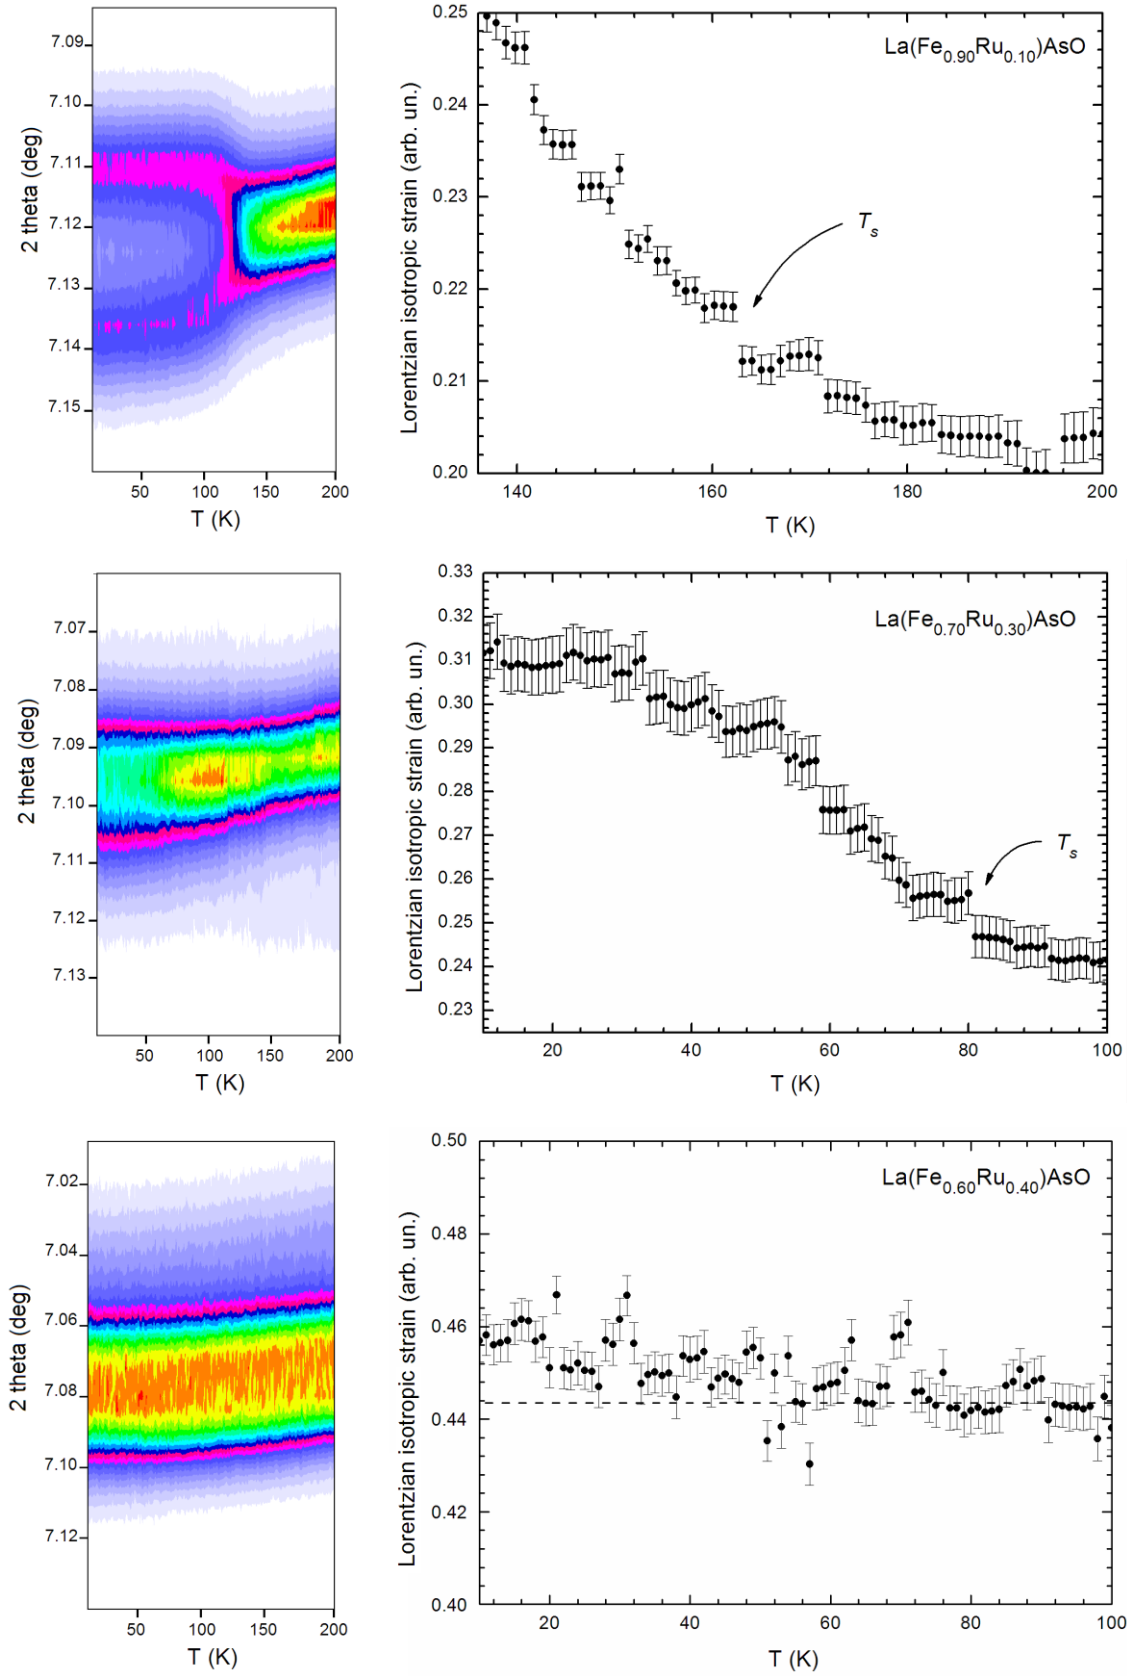 7.09
7.10
7.11
7.12
7.13
7.14
7.15
2 theta (deg)
50 100 150 200
T (K)
0.25
0.24
0.23
0.22
0.21
0.20
Lorentzian isotropic strain (arb. un.)
La(Fe0.90Ru0.10)AsO
Ts
140 160 180 200
T (K)
7.07
7.08
7.09
7.10
7.11
7.12
7.13
2 theta (deg)
50 100 150 200
T (K)
0.33
0.32
0.31
0.30
0.29
0.28
0.27
0.26
0.25
0.24
0.23
Lorentzian isotropic strain (arb. un.)
La(Fe0.70Ru0.30)AsO
Ts
20 40 60 80 100
T (K)
7.02
7.04
7.06
7.08
7.10
7.12
2 theta (deg)
50 100 150 200
T (K)
0.50
0.48
0.46
0.44
0.42
0.40
Lorentzian isotropic strain (arb. un.)
La(Fe0.60Ru0.40)AsO
20 40 60 80 100
T (K)